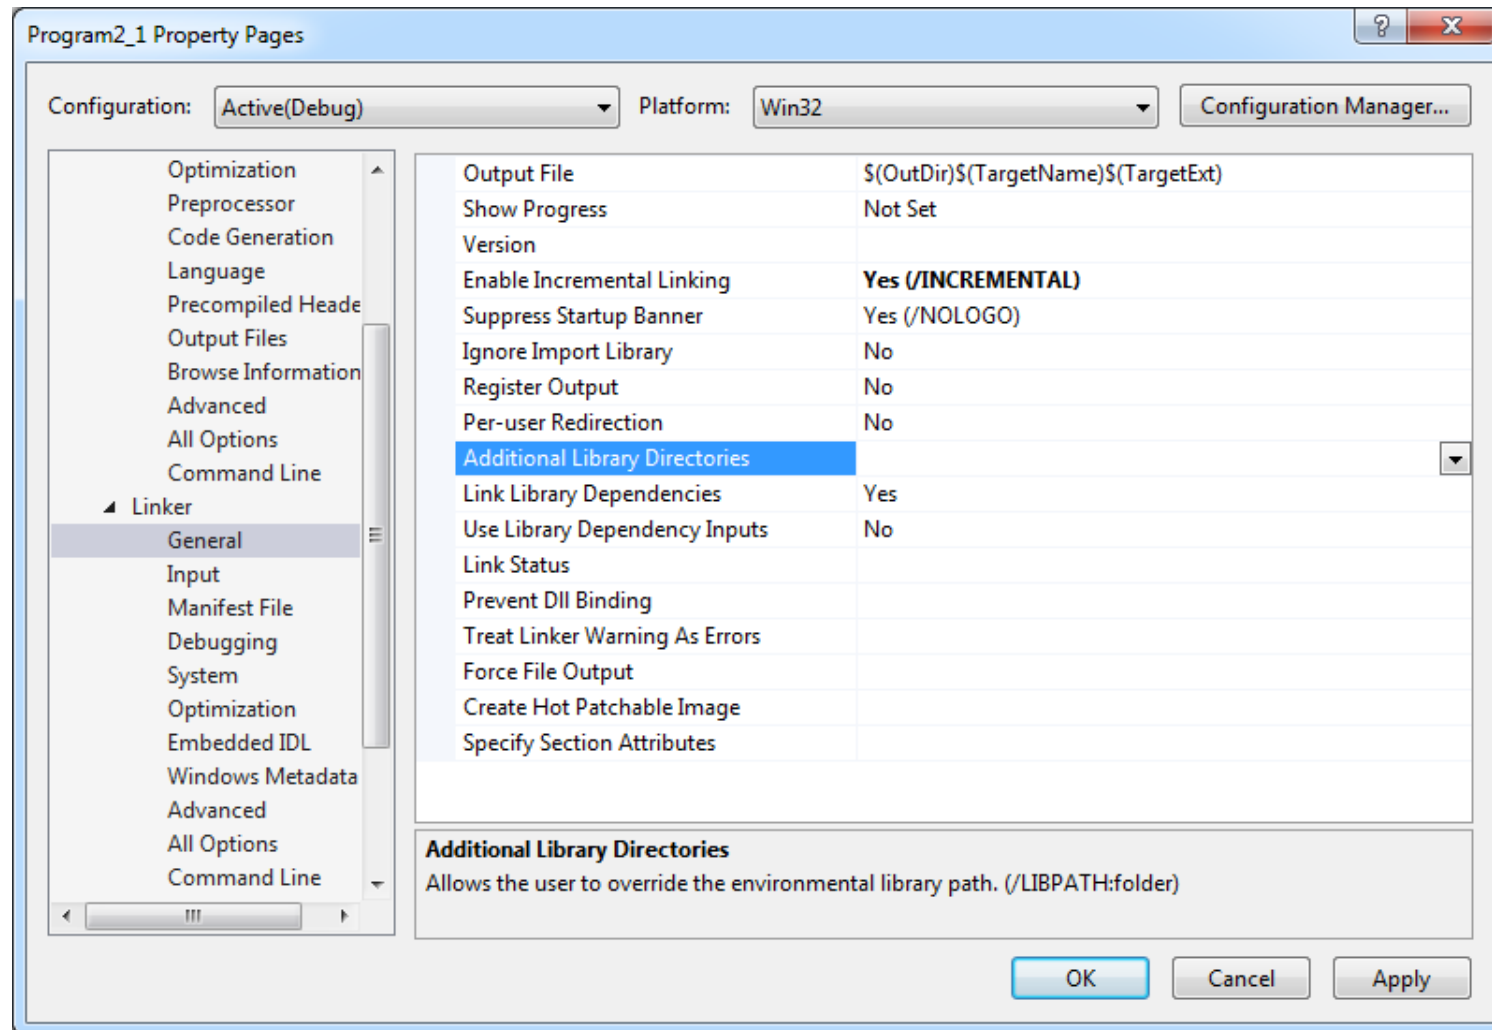 Program2_1 Property Pages
Configuration: Active(Debug) Platform: Win32 Configuration Manager...
Optimization
Preprocessor
Code Generation
Language
Precompiled Heade
Output Files
Browse Information
Advanced
All Options
Command Line
Linker
General
Input
Manifest File
Debugging
System
Optimization
Embedded IDL
Windows Metadata
Advanced
All Options
Command Line
Output File $(OutDir)$(TargetName)$(TargetExt)
Show Progress Not Set
Version
Enable Incremental Linking Yes (/INCREMENTAL)
Suppress Startup Banner Yes (/NOLOGO)
Ignore Import Library No
Register Output No
Per-user Redirection No
Additional Library Directories
Link Library Dependencies Yes
Use Library Dependency Inputs No
Link Status
Prevent Dll Binding
Treat Linker Warning As Errors
Force File Output
Create Hot Patchable Image
Specify Section Attributes
Additional Library Directories
Allows the user to override the environmental library path. (/LIBPATH:folder)
OK Cancel Apply